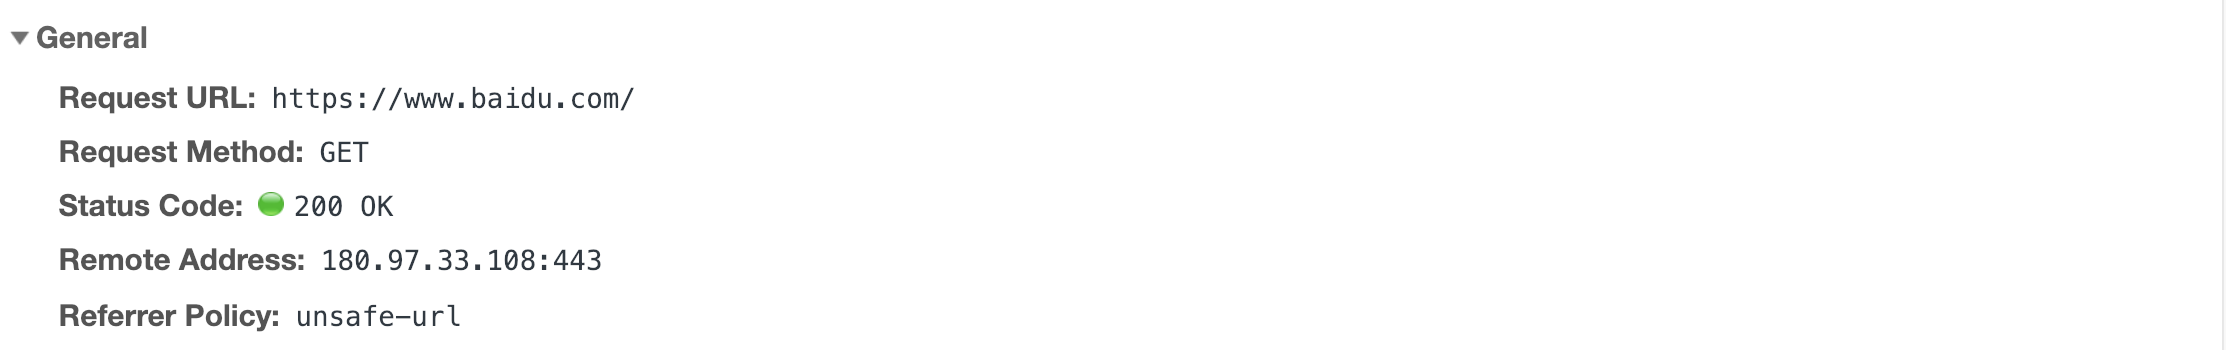 General
Request URL: https://www.baidu.com/
Request Method: GET
Status Code: 200 OK
Remote Address: 180.97.33.108:443
Referrer Policy: unsafe-url